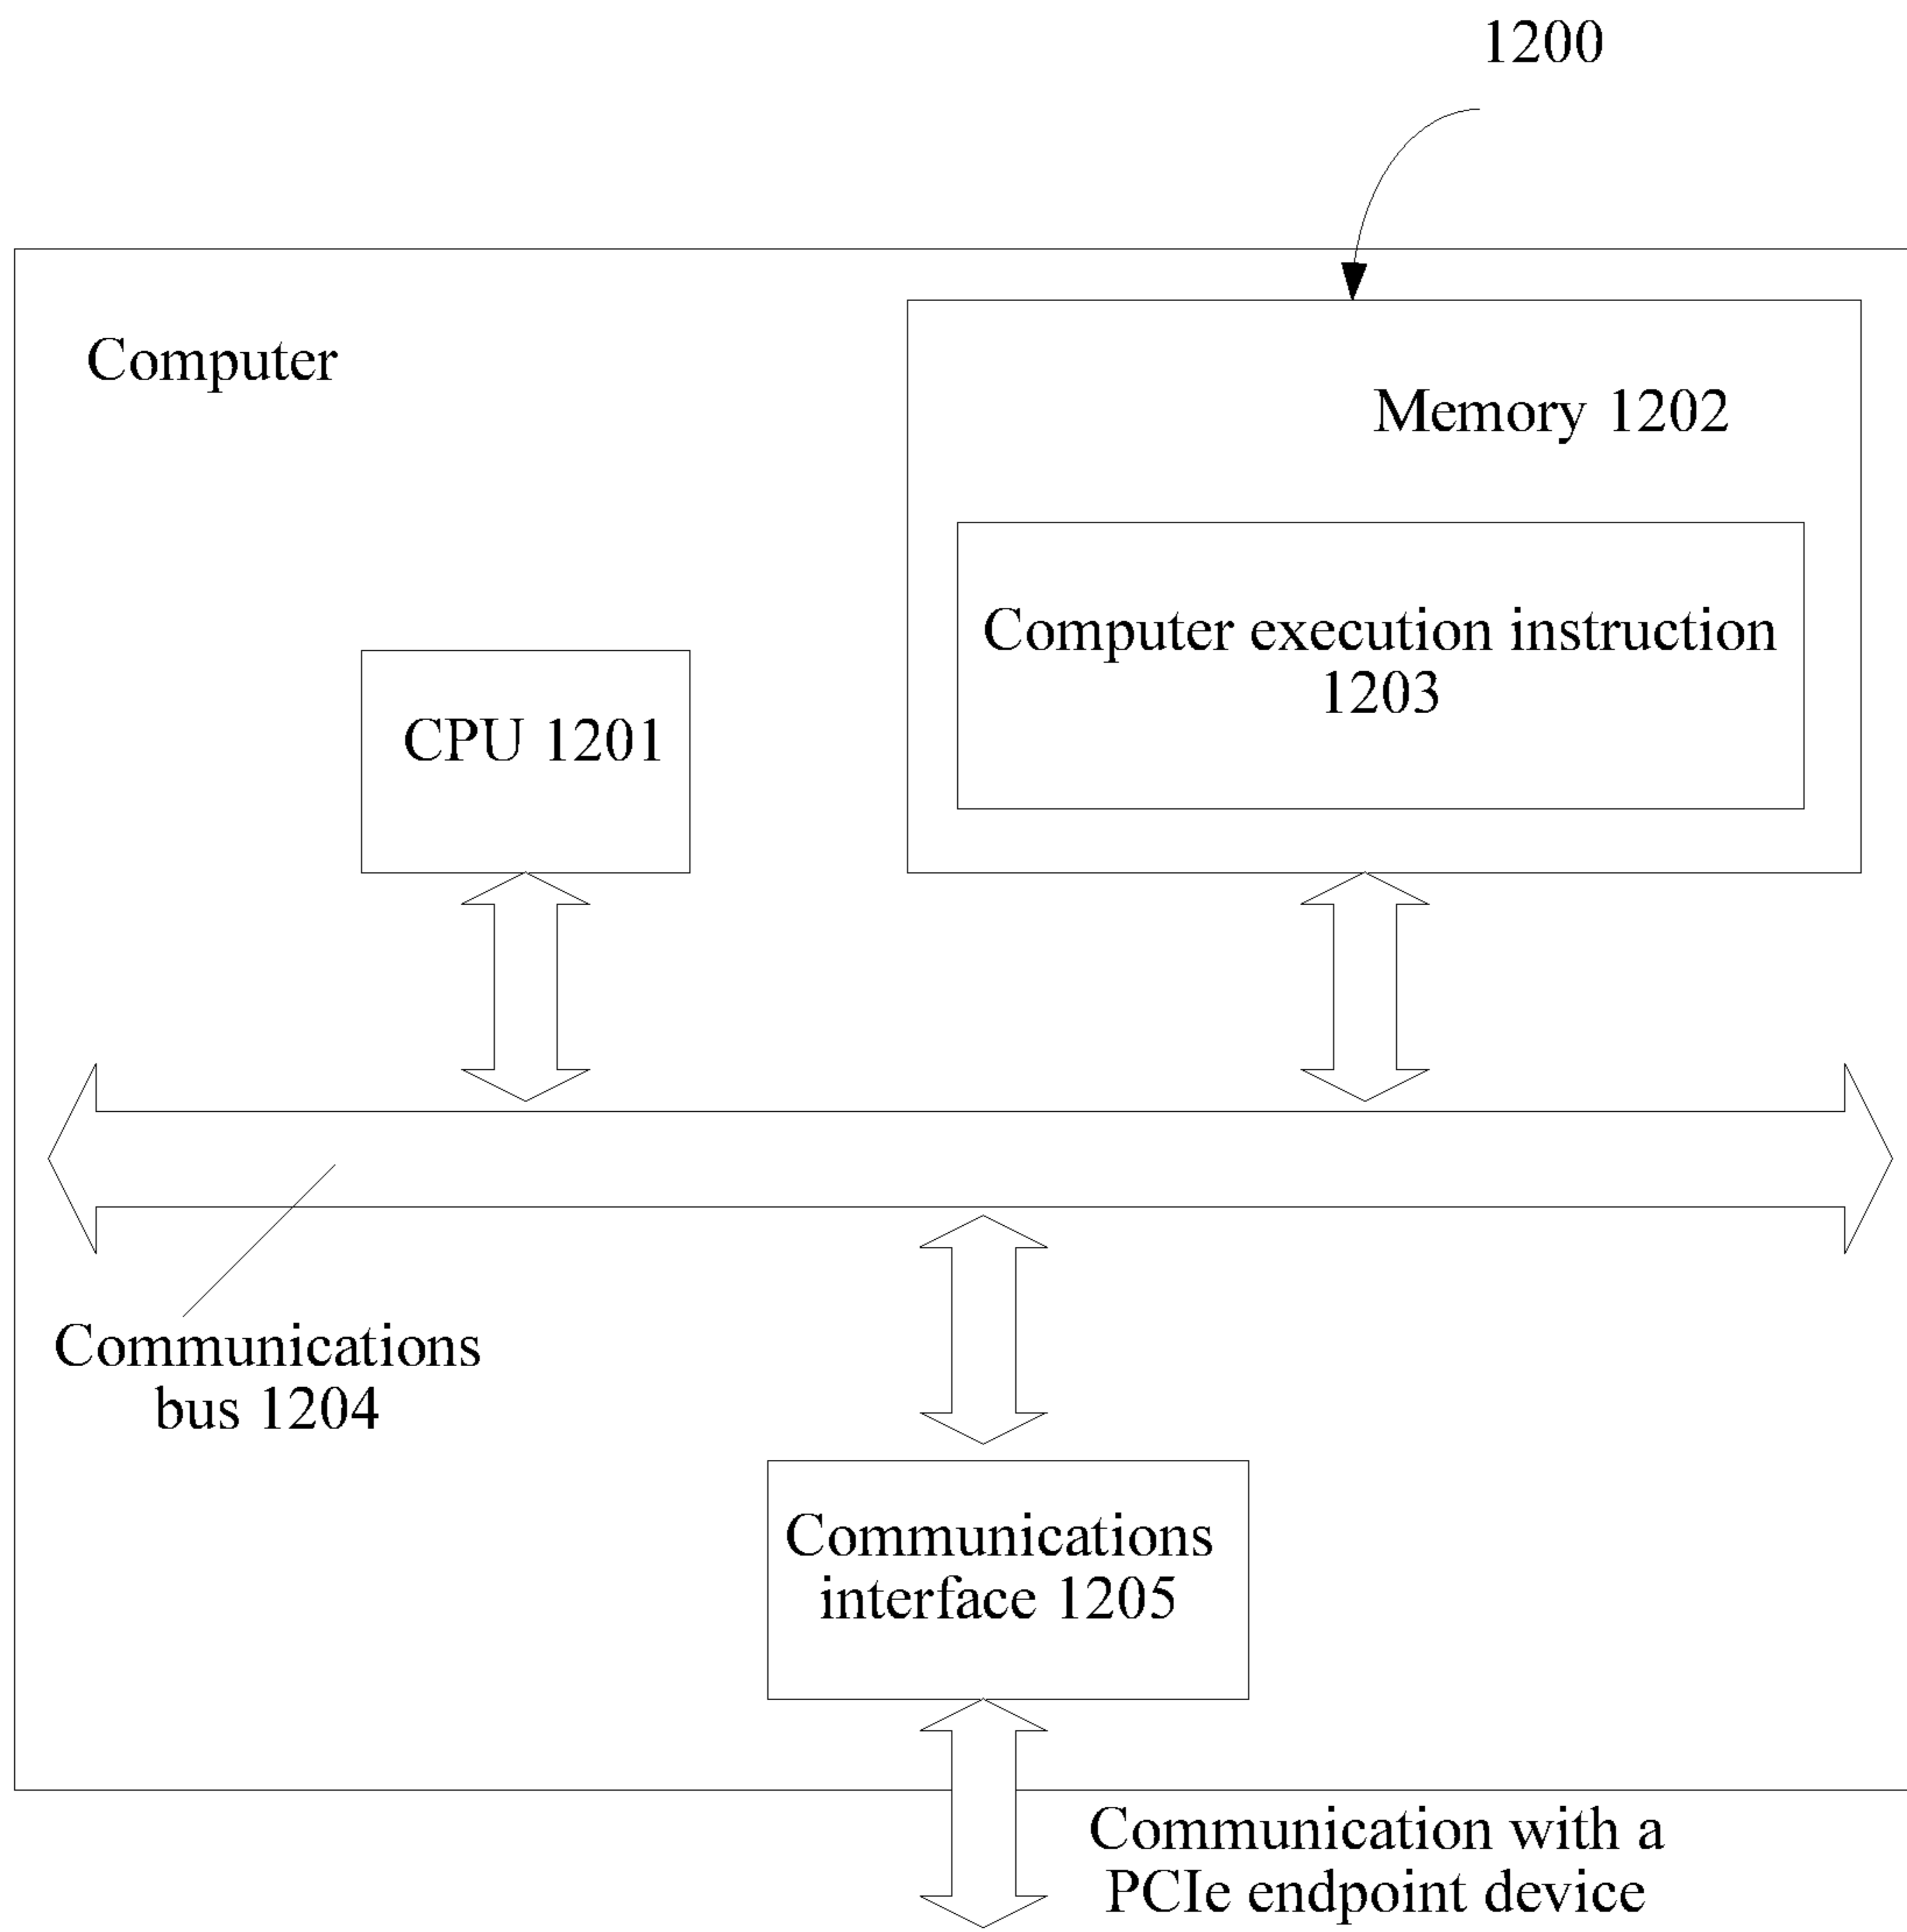 1200
Computer
Memory 1202
Computer execution instruction
1203
CPU 1201
Communications
bus 1204
Communications
interface 1205
Communication with a
PCIe endpoint device